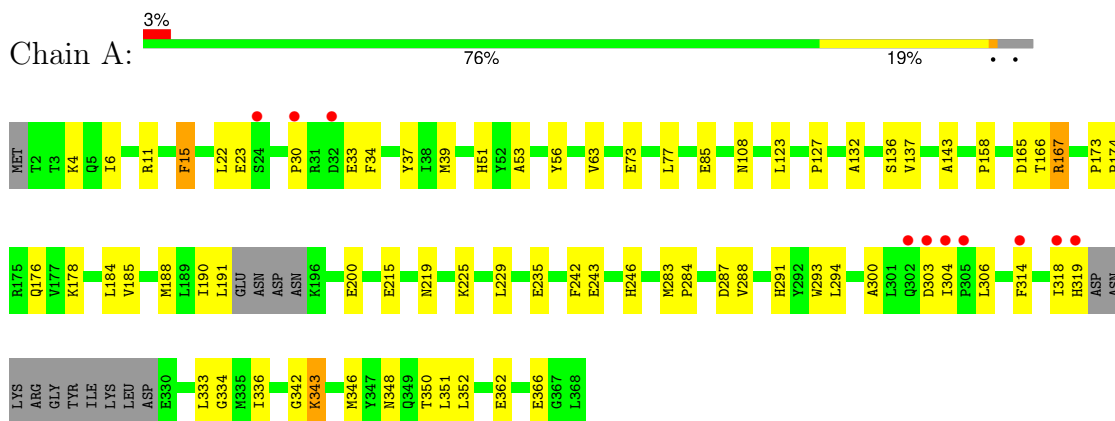 3%
Chain A:
76% 19% • •
MET T2 T3 K4 Q5 I6 R11 F15 L22 E23 S24 P30 R31 D32 E33 F34 Y37 I38 M39 H51 Y52 A53 Y56 V63 E73 L77 E85 N108 L123 P127 A132 S136 V137 A143 P158 D165 T166 R167 P173 R174
R175 Q176 V177 K178 L184 V185 M188 L189 I190 L191 GLU ASN ASP ASN K196 E200 E215 N219 K225 L229 E235 F242 E243 H246 M283 P284 D287 V288 H291 Y292 W293 L294 A300 L301 Q302 D303 I304 P305 L306 F314 I318 H319 ASP ASN
LYS ARG GLY TYR ILE LYS LEU ASP E330 L333 G334 M335 I336 G342 K343 M346 Y347 N348 Q349 T350 L351 L352 E362 E366 G367 L368